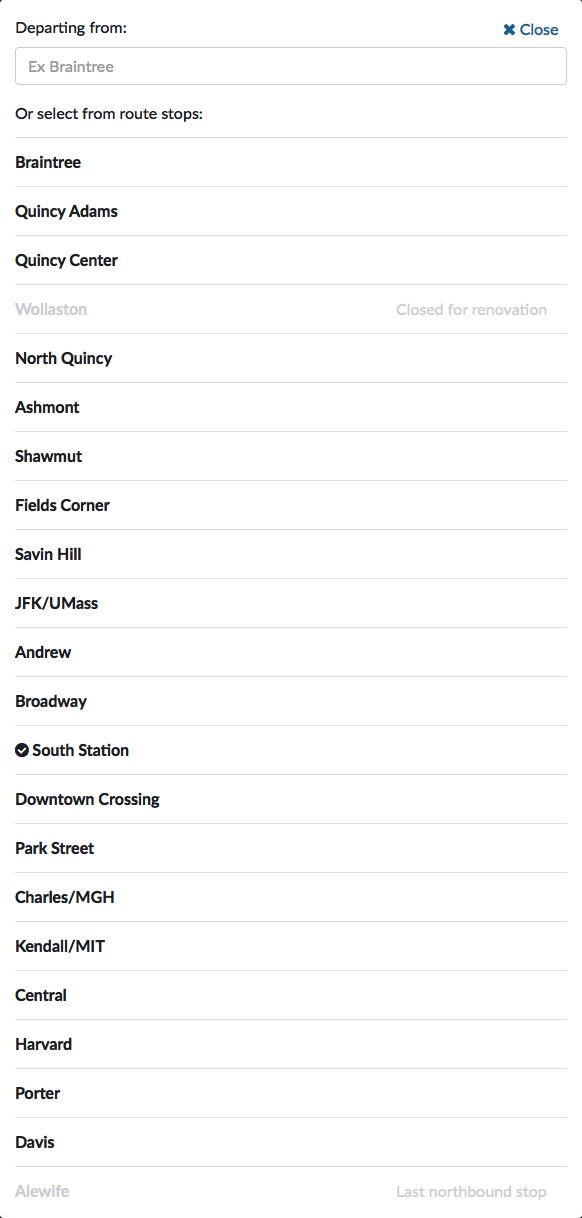 Departing from:
Close
Ex Braintree
Or select from route stops:
Braintree
Quincy Adams
Quincy Center
Wollaston Closed for renovation
North Quincy
Ashmont
Shawmut
Fields Corner
Savin Hill
JFK/UMass
Andrew
Broadway
South Station
Downtown Crossing
Park Street
Charles/MGH
Kendall/MIT
Central
Harvard
Porter
Davis
Alewife Last northbound stop